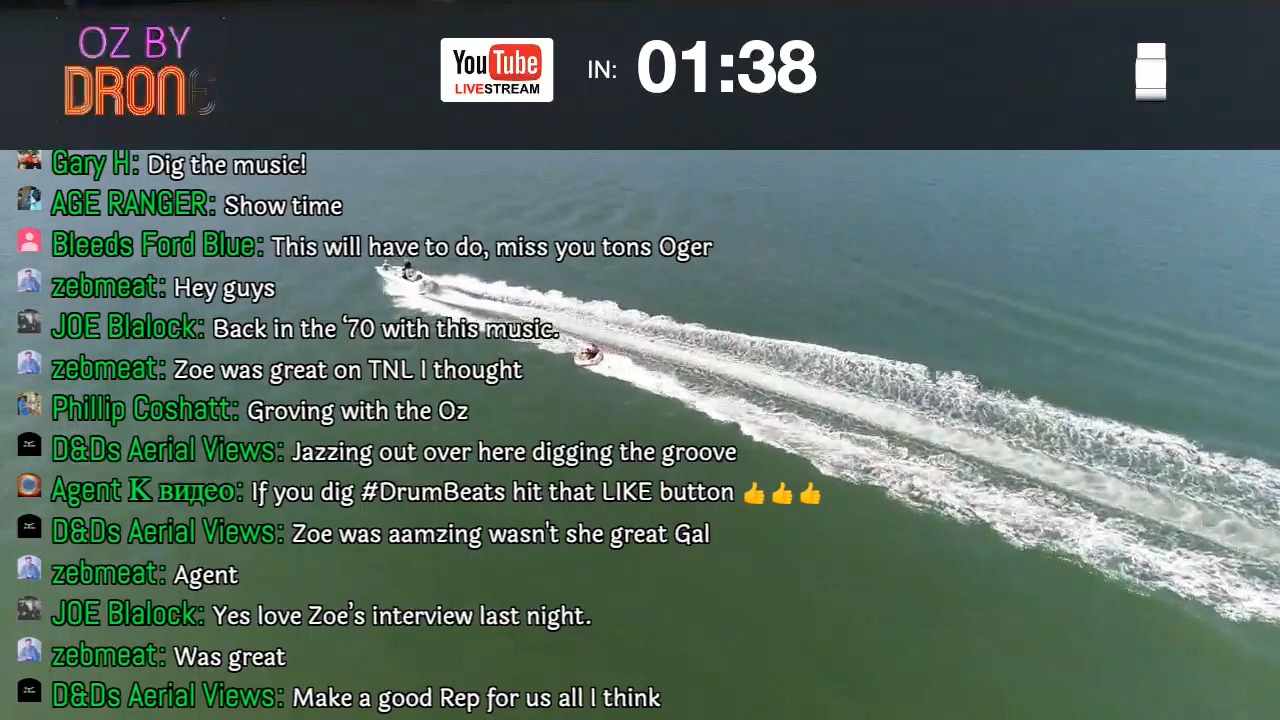 OZ BY
DRONE
YouTube
LIVESTREAM
IN: 01:38
Gary H: Dig the music!
AGE RANGER: Show time
Bleeds Ford Blue: This will have to do, miss you tons Oger
zebmeat: Hey guys
JOE Blalock: Back in the ‘70 with this music.
zebmeat: Zoe was great on TNL I thought
Phillip Coshatt: Groving with the Oz
D&Ds Aerial Views: Jazzing out over here digging the groove
Agent К видео: If you dig #DrumBeats hit that LIKE button 👍👍👍
D&Ds Aerial Views: Zoe was aamzing wasn't she great Gal
zebmeat: Agent
JOE Blalock: Yes love Zoe’s interview last night.
zebmeat: Was great
D&Ds Aerial Views: Make a good Rep for us all I think